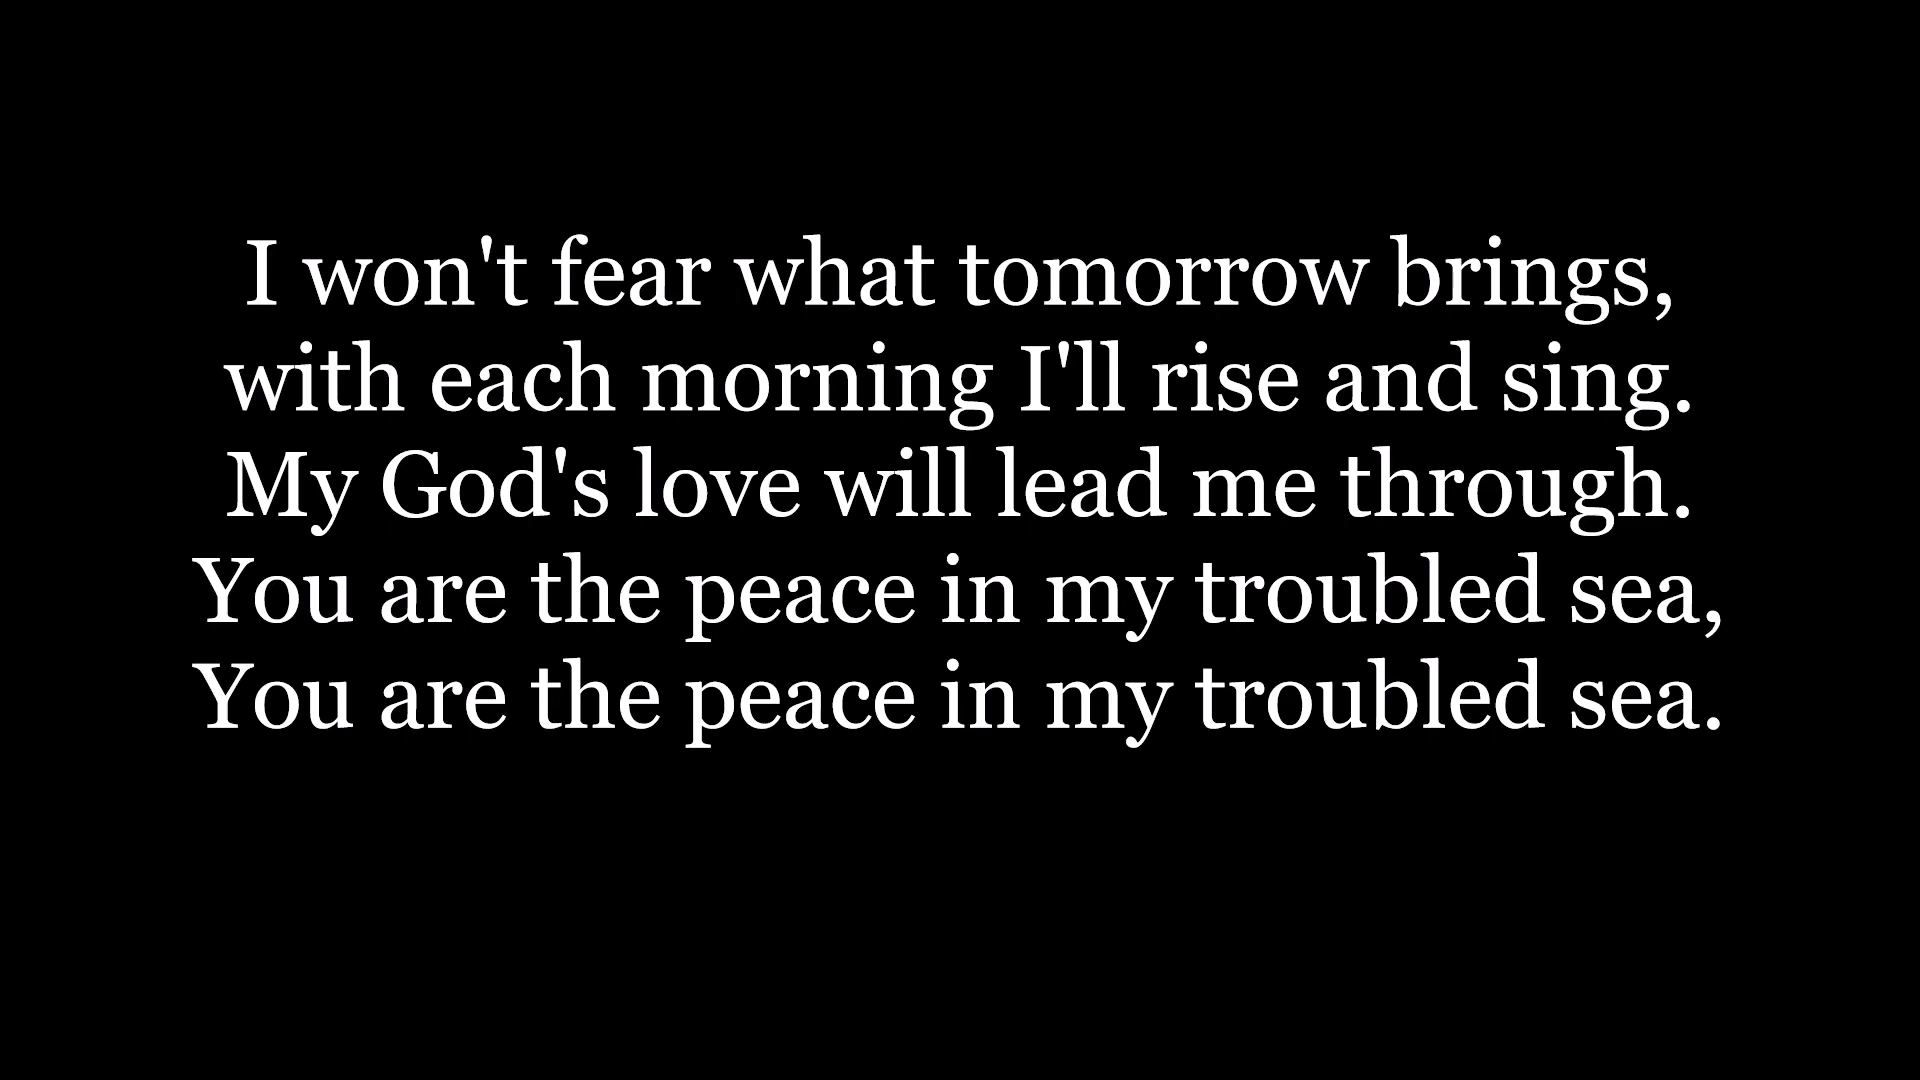 I won't fear what tomorrow brings,
with each morning I'll rise and sing.
My God's love will lead me through.
You are the peace in my troubled sea,
You are the peace in my troubled sea.